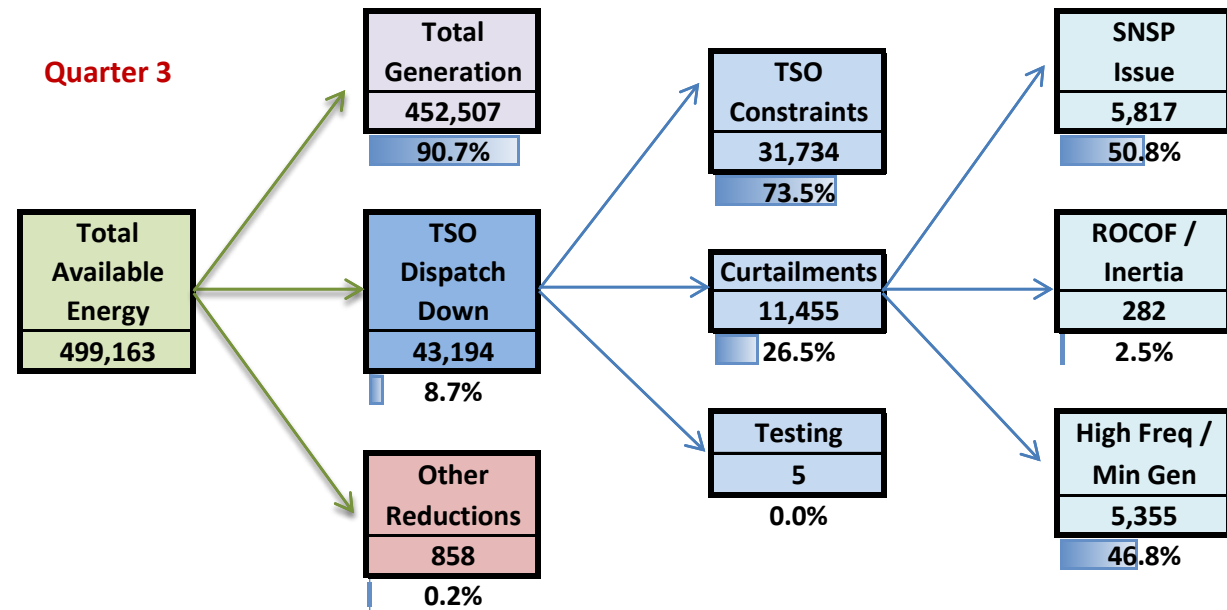 Quarter 3
Total
Available
Energy
499,163
Total
Generation
452,507
90.7%
TSO
Dispatch
Down
43,194
8.7%
Other
Reductions
858
0.2%
TSO
Constraints
31,734
73.5%
Curtailments
11,455
26.5%
Testing
5
0.0%
SNSP
Issue
5,817
50.8%
ROCOF /
Inertia
282
2.5%
High Freq /
Min Gen
5,355
46.8%